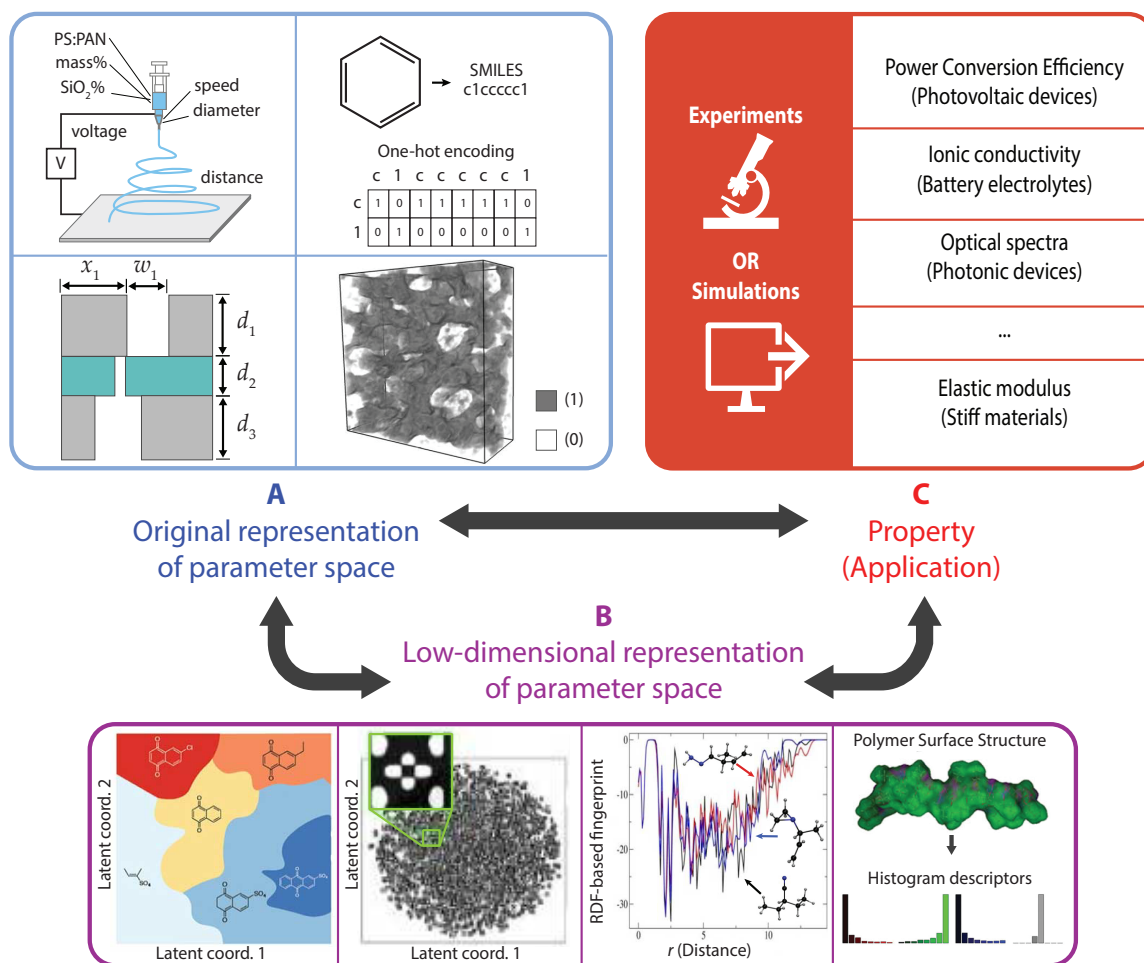 PS:PAN
mass%
SiO2%
speed
diameter
voltage
V
distance
SMILES
c1ccccc1
One-hot encoding
c 1 c c c c c 1
c 1 0 1 1 1 1 1 0
1 0 1 0 0 0 0 0 1
x1 w1
d1
d2
d3
(1)
(0)
Experiments
OR
Simulations
Power Conversion Efficiency
(Photovoltaic devices)
Ionic conductivity
(Battery electrolytes)
Optical spectra
(Photonic devices)
...
Elastic modulus
(Stiff materials)
A
Original representation
of parameter space
C
Property
(Application)
B
Low-dimensional representation
of parameter space
Latent coord. 2
O
Cl
O
O
O
O
O
SO4
O
O
SO4
O
O
SO4
Latent coord. 1
Latent coord. 2
Latent coord. 1
RDF-based fingerprint
0
-10
-20
-30
0 5 10
r (Distance)
Polymer Surface Structure
Histogram descriptors